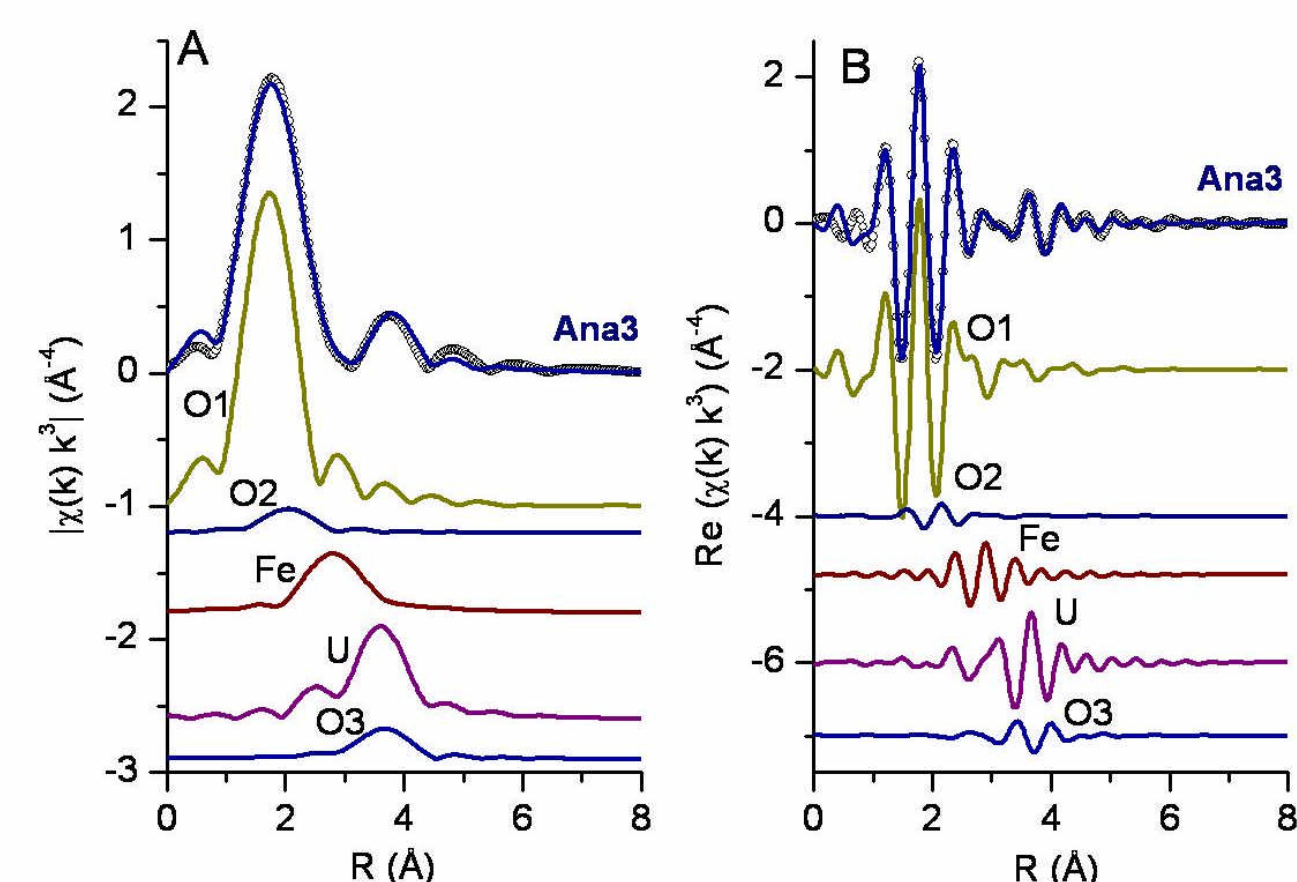 A
|χ(k) k³| (Å⁻⁴)
2
1
0
-1
-2
-3
Ana3
O1
O2
Fe
U
O3
0 2 4 6 8
R (Å)
B
Re (χ(k) k³) (Å⁻⁴)
2
0
-2
-4
-6
Ana3
O1
O2
Fe
U
O3
0 2 4 6 8
R (Å)